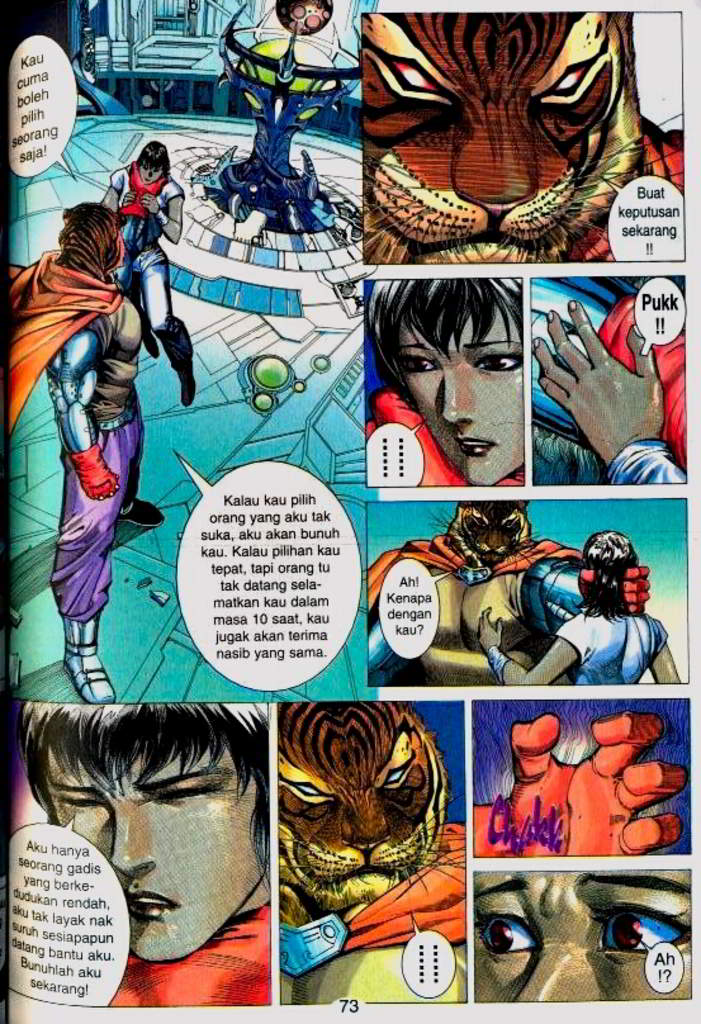 Kau
cuma
boleh
pilih
seorang
saja!
Buat
keputusan
sekarang
!!
Pukk
!!
Kalau kau pilih
orang yang aku tak
suka, aku akan bunuh
kau. Kalau pilihan kau
tepat, tapi orang tu
tak datang sela-
matkan kau dalam
masa 10 saat, kau
jugak akan terima
nasib yang sama.
Ah!
Kenapa
dengan
kau?
Aku hanya
seorang gadis
yang berke-
dudukan rendah,
aku tak layak nak
suruh sesiapapun
datang bantu aku.
Bunuhlah aku
sekarang!
Ah
!?
73